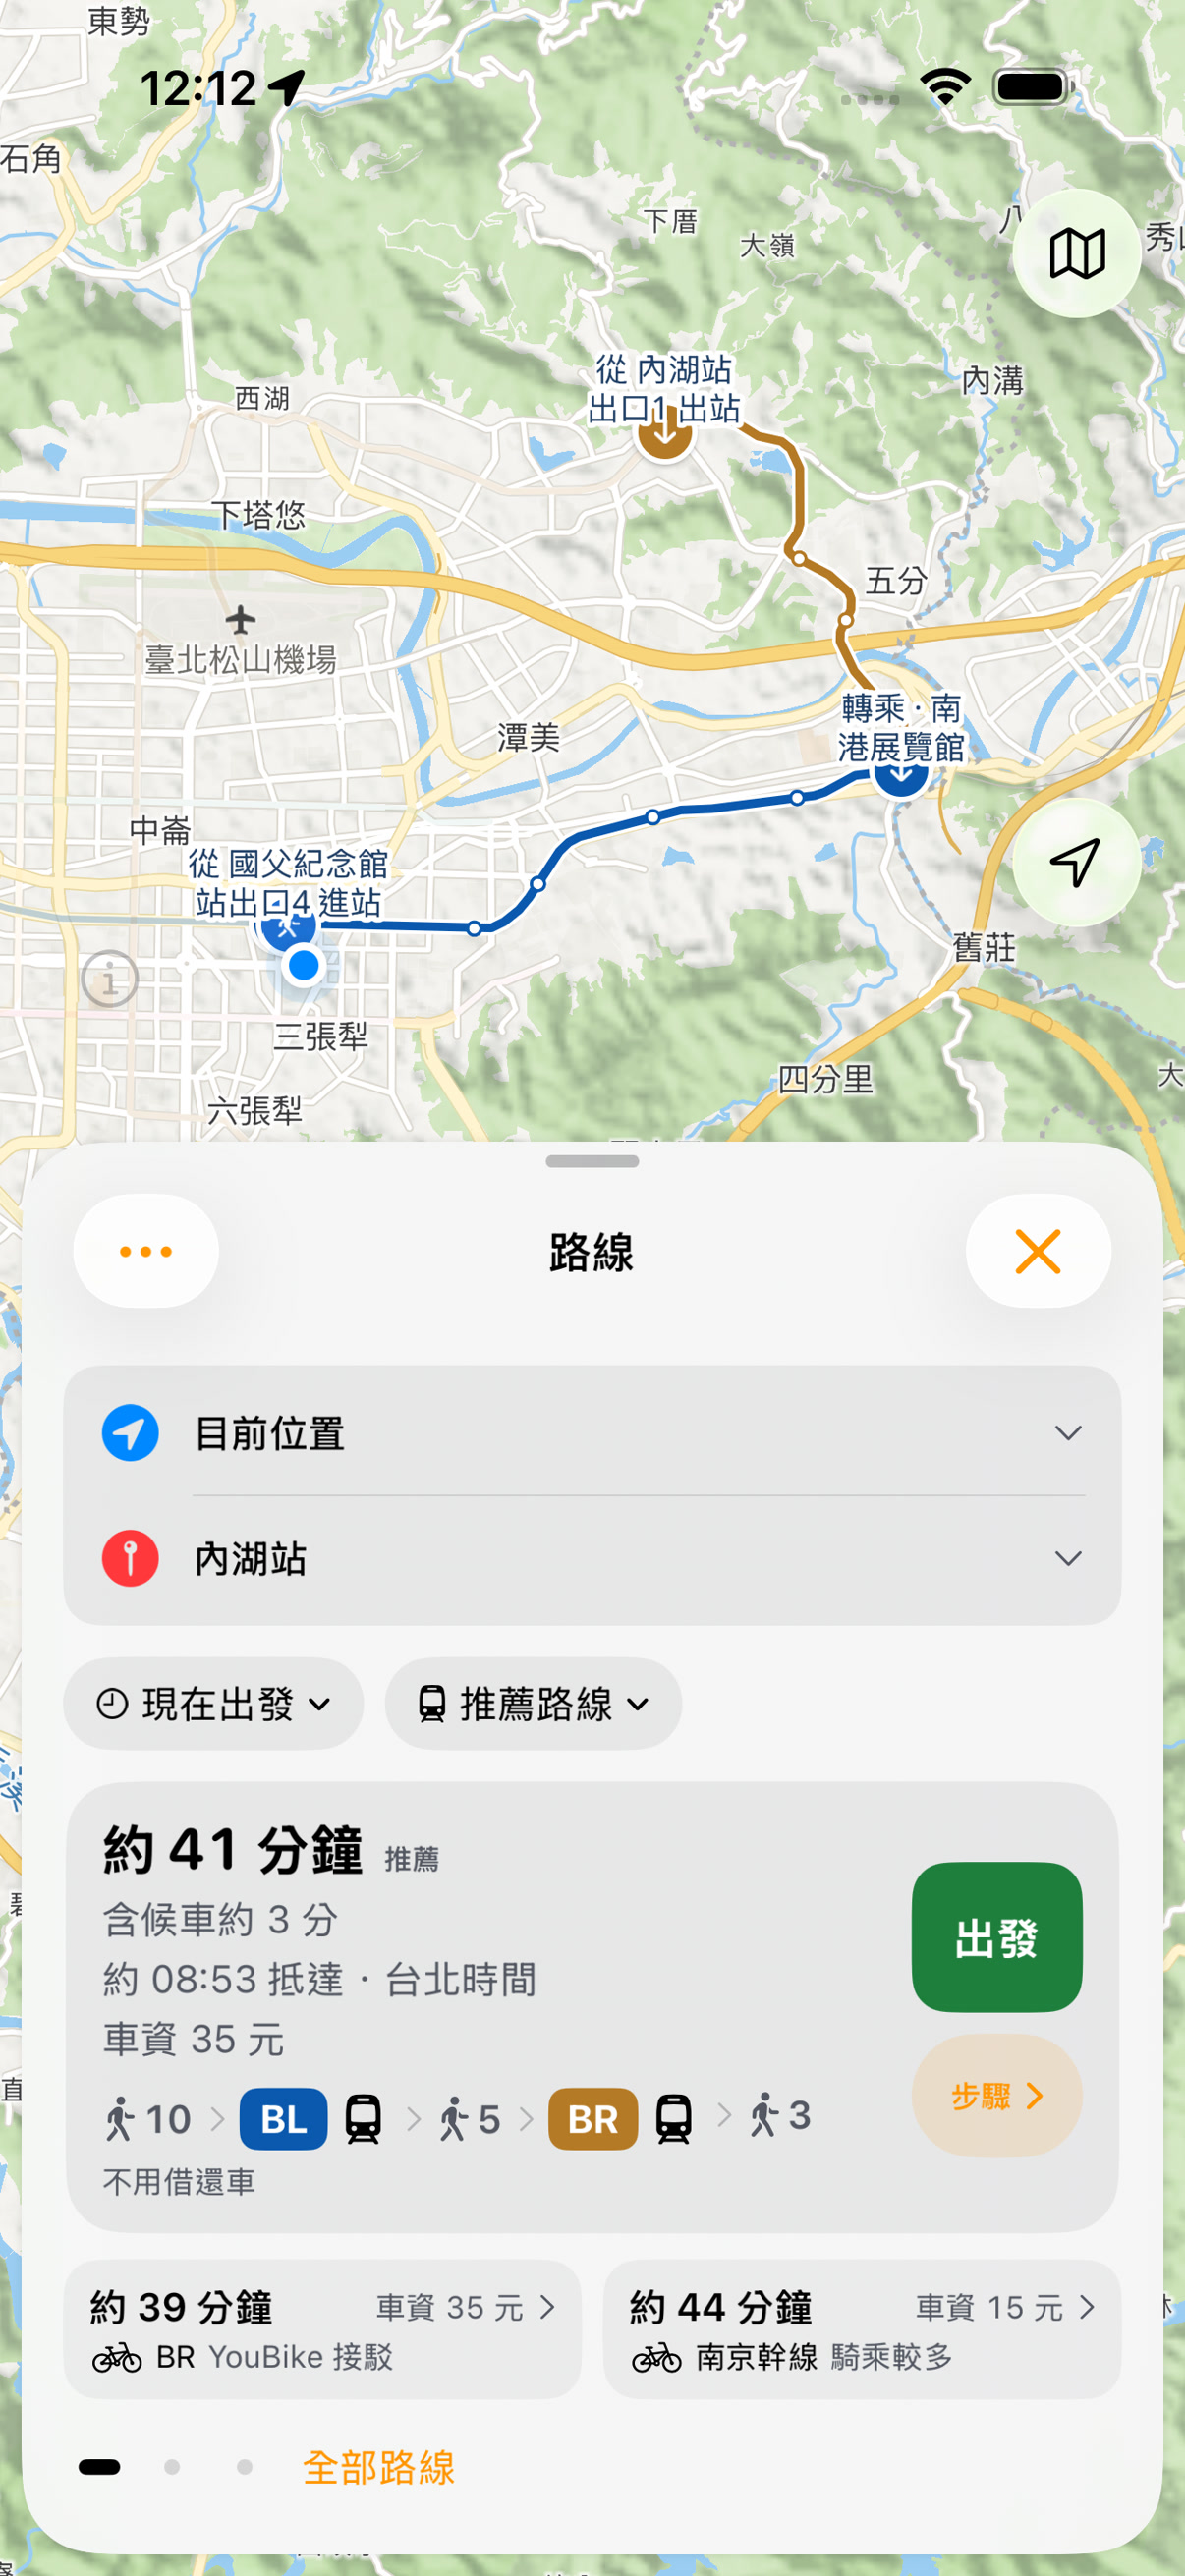 東勢
12:12
石角
下厝
大嶺
八
秀山
從 內湖站
出口1 出站
內溝
西湖
下塔悠
五分
臺北松山機場
轉乘 · 南
港展覽館
潭美
中崙
從 國父紀念館
站出口4 進站
舊莊
三張犁
四分里
大
六張犁
路線
目前位置
內湖站
現在出發
推薦路線
約 41 分鐘 推薦
含候車約 3 分
出發
約 08:53 抵達 · 台北時間
車資 35 元
步驟
10 BL 5 BR 3
不用借還車
約 39 分鐘 車資 35 元
BR YouBike 接駁
約 44 分鐘 車資 15 元
南京幹線 騎乘較多
全部路線